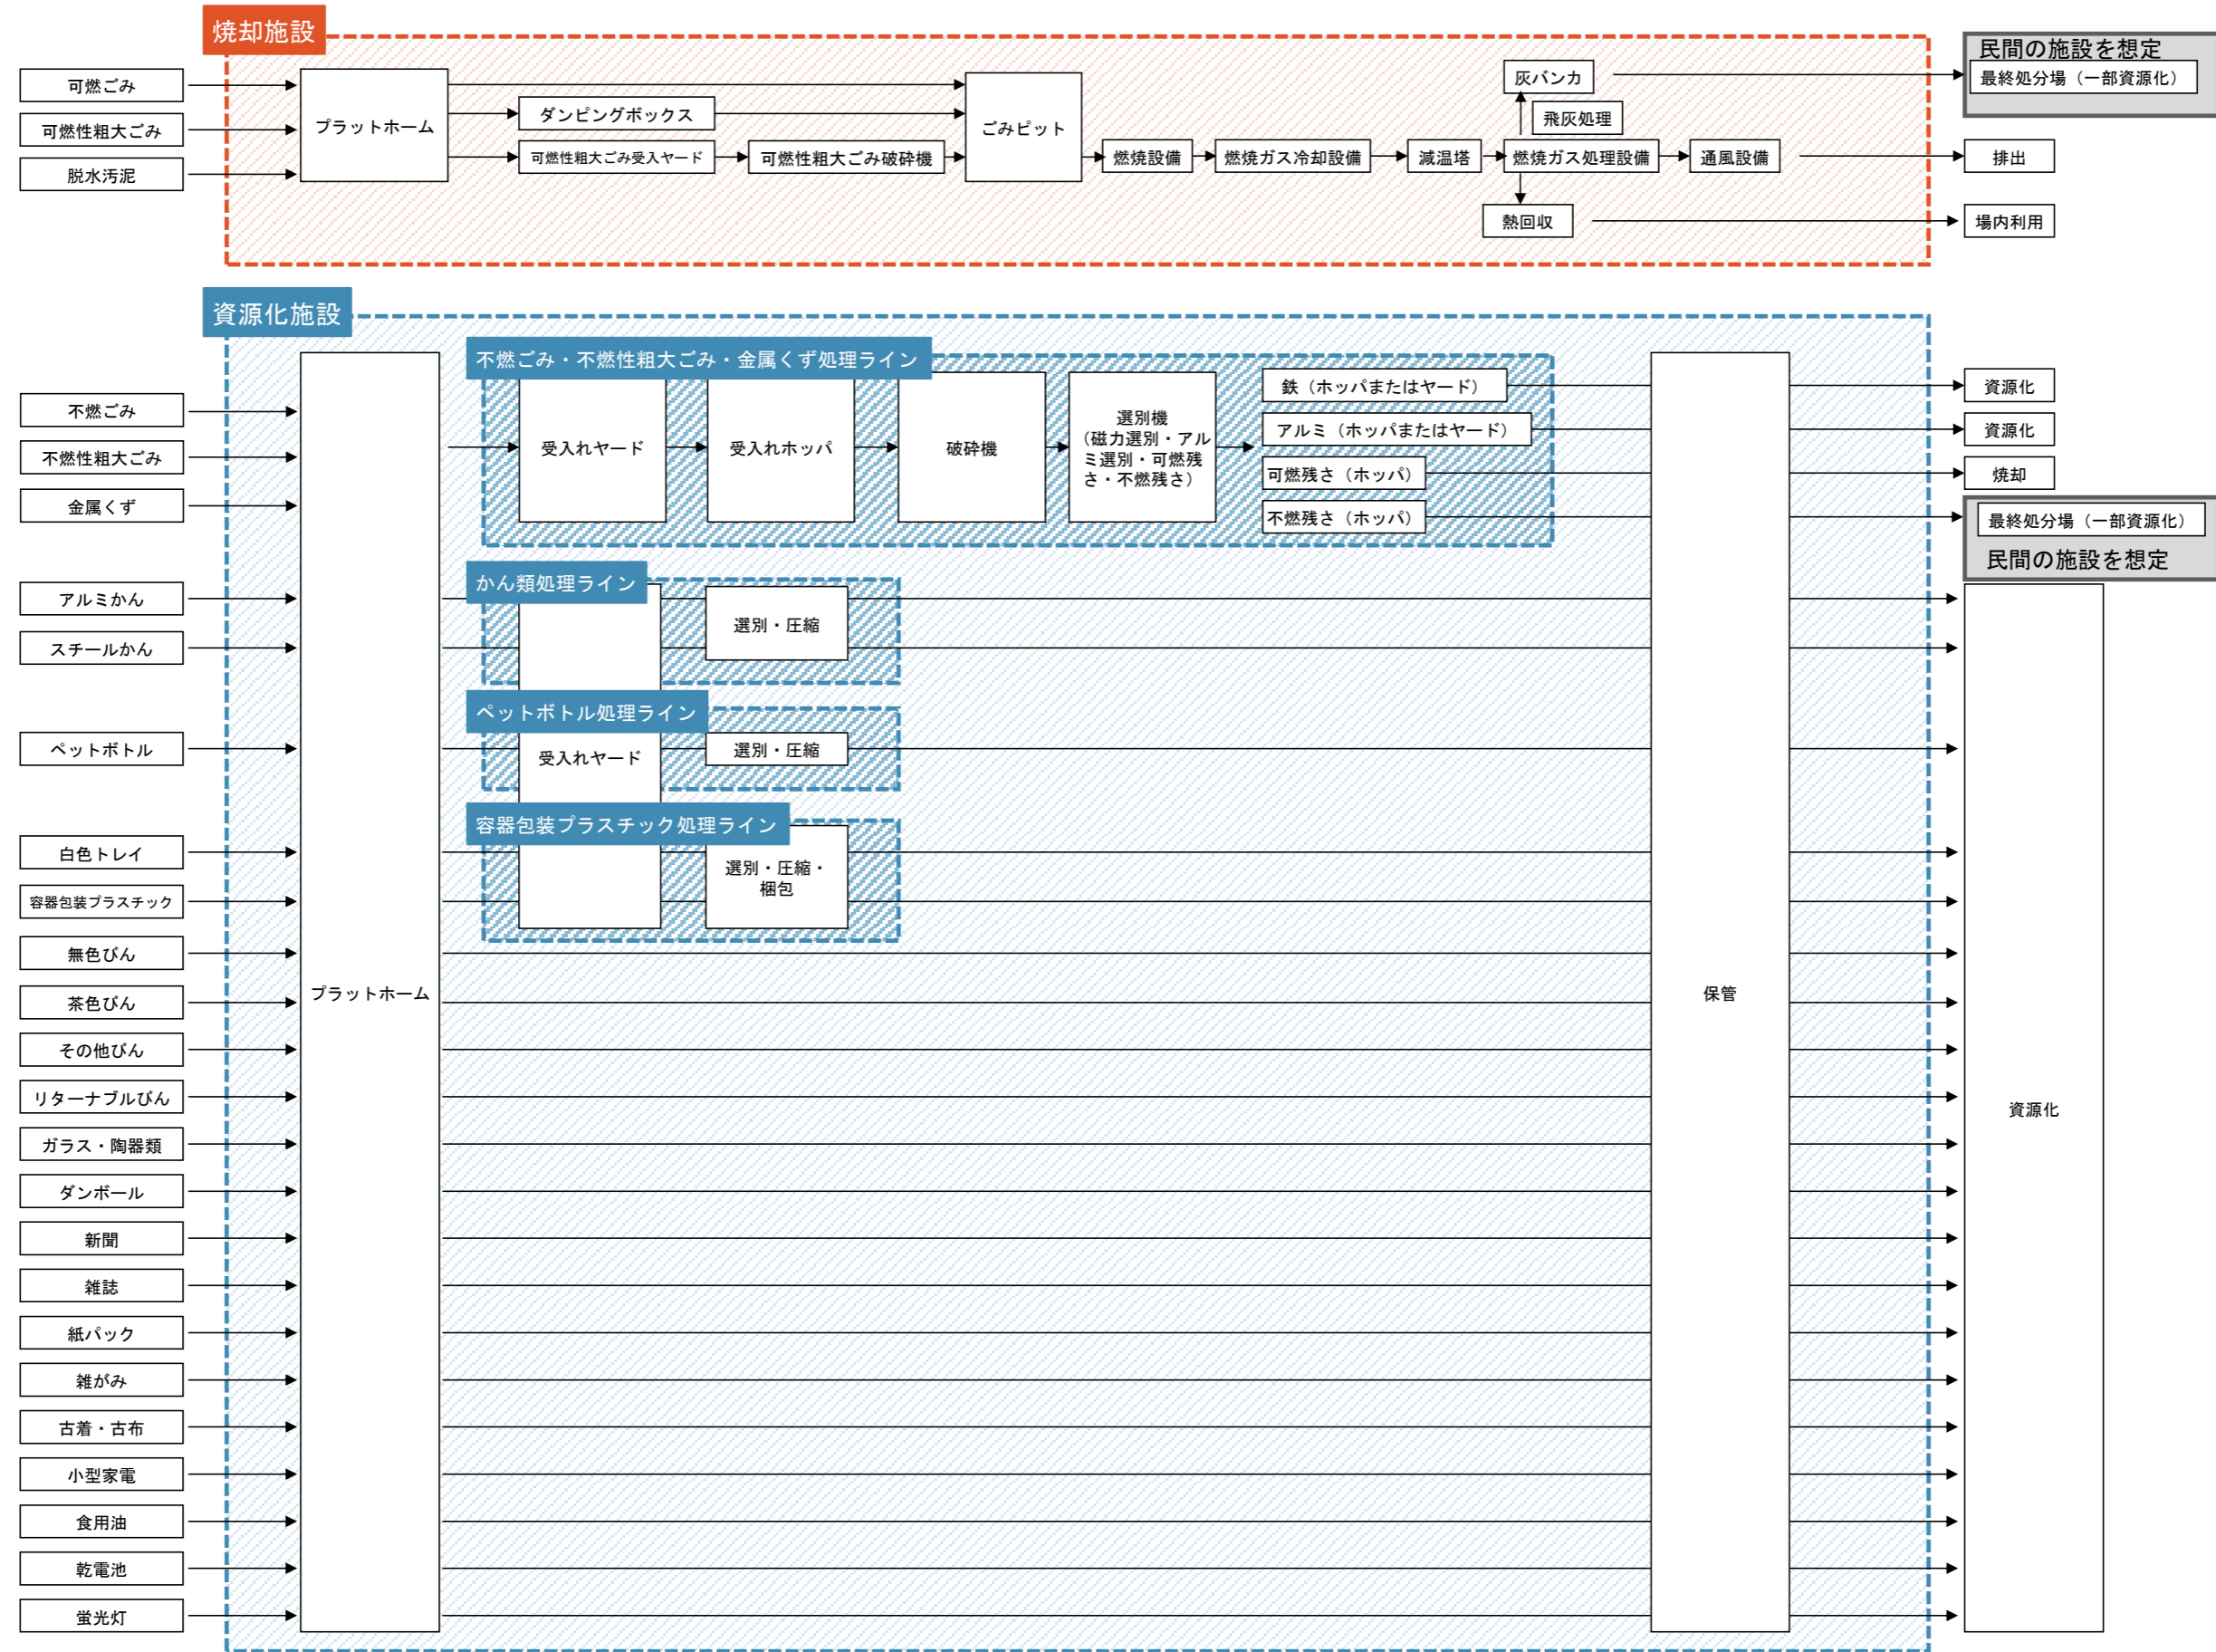 焼却施設
民間の施設を想定
最終処分場（一部資源化）
可燃ごみ
可燃性粗大ごみ
脱水汚泥
プラットホーム
ダンピングボックス
可燃性粗大ごみ受入ヤード
可燃性粗大ごみ破砕機
ごみピット
燃焼設備
燃焼ガス冷却設備
減温塔
灰バンカ
飛灰処理
燃焼ガス処理設備
通風設備
熱回収
排出
場内利用
資源化施設
不燃ごみ・不燃性粗大ごみ・金属くず処理ライン
不燃ごみ
不燃性粗大ごみ
金属くず
受入れヤード
受入れホッパ
破砕機
選別機
（磁力選別・アル
ミ選別・可燃残
さ・不燃残さ）
鉄（ホッパまたはヤード）
アルミ（ホッパまたはヤード）
可燃残さ（ホッパ）
不燃残さ（ホッパ）
資源化
資源化
焼却
最終処分場（一部資源化）
民間の施設を想定
かん類処理ライン
アルミかん
スチールかん
選別・圧縮
ペットボトル処理ライン
ペットボトル
受入れヤード
選別・圧縮
容器包装プラスチック処理ライン
白色トレイ
容器包装プラスチック
選別・圧縮・
梱包
無色びん
茶色びん
プラットホーム
保管
その他びん
リターナブルびん
資源化
ガラス・陶器類
ダンボール
新聞
雑誌
紙パック
雑がみ
古着・古布
小型家電
食用油
乾電池
蛍光灯